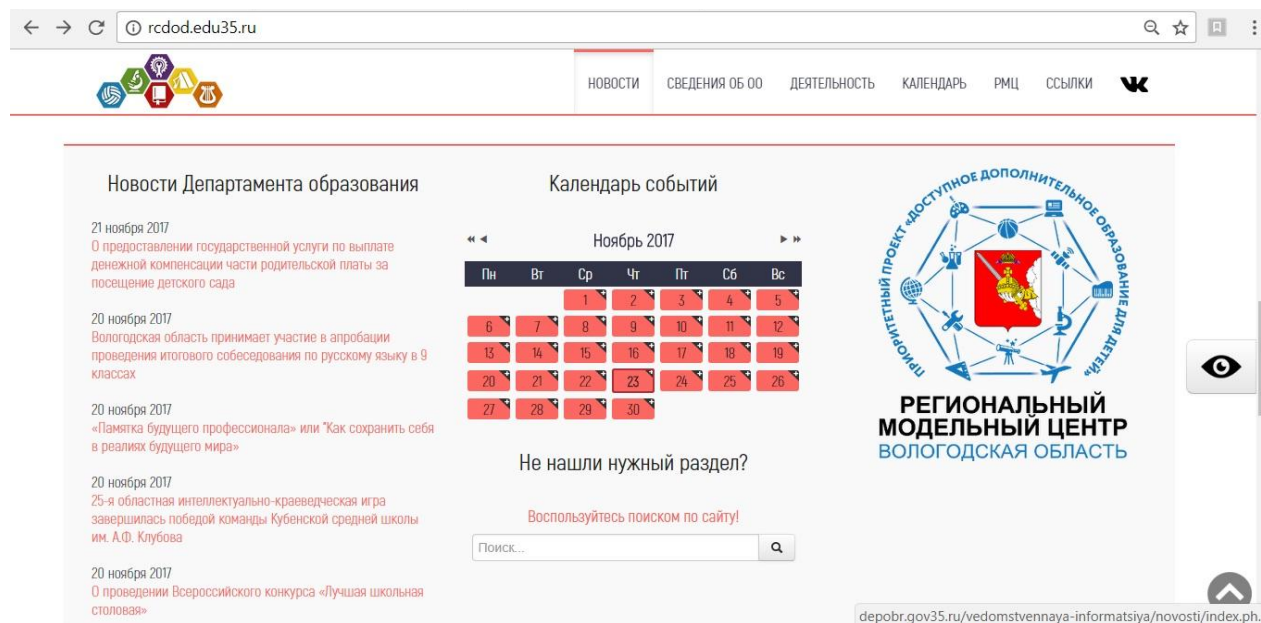 rcdod.edu35.ru
НОВОСТИ СВЕДЕНИЯ ОБ ОО ДЕЯТЕЛЬНОСТЬ КАЛЕНДАРЬ РМЦ ССЫЛКИ
Новости Департамента образования
21 ноября 2017
О предоставлении государственной услуги по выплате
денежной компенсации части родительской платы за
посещение детского сада
20 ноября 2017
Вологодская область принимает участие в апробации
проведения итогового собеседования по русскому языку в 9
классах
20 ноября 2017
«Памятка будущего профессионала» или "Как сохранить себя
в реалиях будущего мира»
20 ноября 2017
25-я областная интеллектуально-краеведческая игра
завершилась победой команды Кубенской средней школы
им. А.Ф. Клубова
20 ноября 2017
О проведении Всероссийского конкурса «Лучшая школьная
столовая»
Календарь событий
Ноябрь 2017
Пн Вт Ср Чт Пт Сб Вс
1 2 3 4 5
6 7 8 9 10 11 12
13 14 15 16 17 18 19
20 21 22 23 24 25 26
27 28 29 30
Не нашли нужный раздел?
Воспользуйтесь поиском по сайту!
Поиск...
ПРИОРИТЕТНЫЙ ПРОЕКТ «ДОСТУПНОЕ ДОПОЛНИТЕЛЬНОЕ ОБРАЗОВАНИЕ ДЛЯ ДЕТЕЙ»
РЕГИОНАЛЬНЫЙ
МОДЕЛЬНЫЙ ЦЕНТР
ВОЛОГОДСКАЯ ОБЛАСТЬ
depobr.gov35.ru/vedomstvennaya-informatsiya/novosti/index.ph...